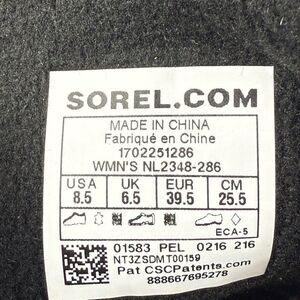 SOREL.COM
MADE IN CHINA
Fabriqué en Chine
1702251286
WMN'S NL2348-286
USA UK EUR CM
8.5 6.5 39.5 25.5
ECA-5
01583 PEL 0216 216
NT3ZSDMT00159
Pat CSCPatents.com
888667695278